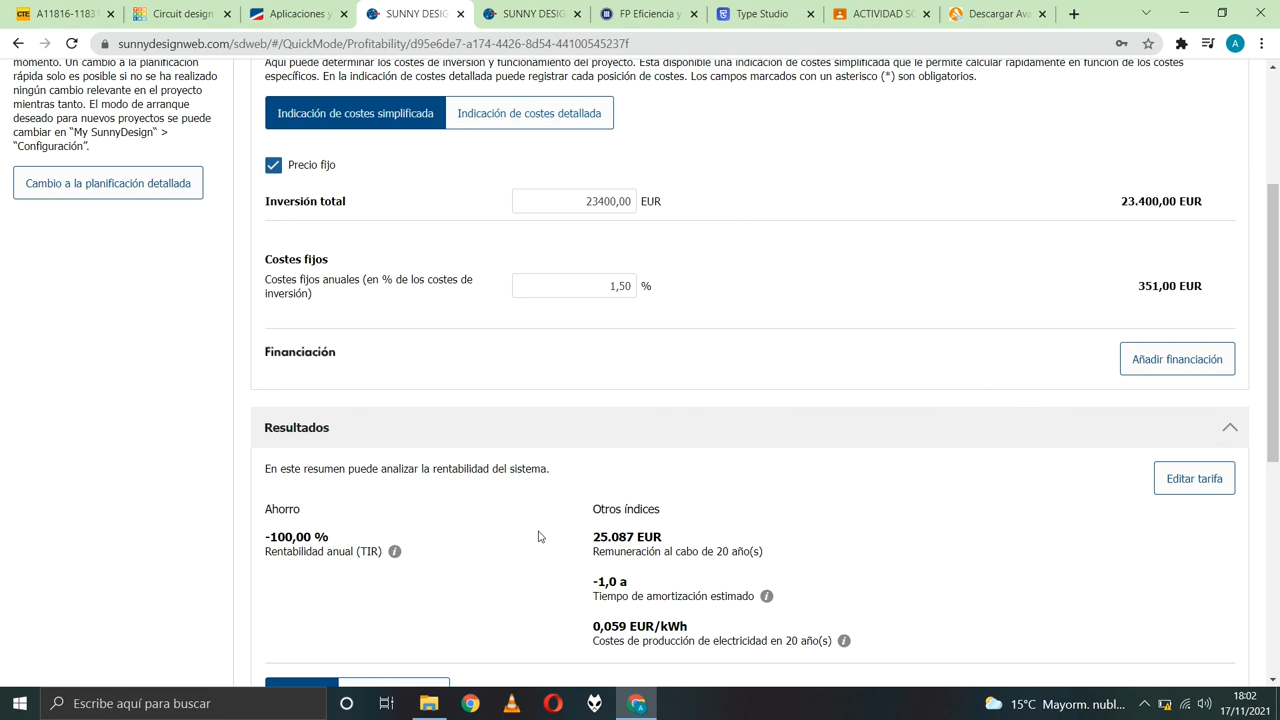 A11816-1183
Circuit design
Aplicaciones y
SUNNY DESIG
SUNNY DESIG
FP Eficiencia y
Type Studio
ACTIVIDAD SC
Descargar Ava
sunnydesignweb.com/sdweb/#/QuickMode/Profitability/d95e6de7-a174-44f6-8d54-44100545237f
momento. Un cambio a la planificación
rápida solo es posible si no se ha realizado
ningún cambio relevante en el proyecto
mientras tanto. El modo de arranque
deseado para nuevos proyectos se puede
cambiar en "My SunnyDesign" >
"Configuración".
Cambio a la planificación detallada
Aquí puede determinar los costes de inversión y funcionamiento del proyecto. Está disponible una indicación de costes simplificada que le permite calcular rápidamente en función de los costes
específicos. En la indicación de costes detallada puede registrar cada posición de costes. Los campos marcados con un asterisco (*) son obligatorios.
Indicación de costes simplificada
Indicación de costes detallada
Precio fijo
Inversión total 23400,00 EUR 23.400,00 EUR
Costes fijos
Costes fijos anuales (en % de los costes de
inversión)
1,50 % 351,00 EUR
Financiación
Añadir financiación
Resultados
En este resumen puede analizar la rentabilidad del sistema.
Editar tarifa
Ahorro
-100,00 %
Rentabilidad anual (TIR) i
Otros índices
25.087 EUR
Remuneración al cabo de 20 año(s)
-1,0 a
Tiempo de amortización estimado i
0,059 EUR/kWh
Costes de producción de electricidad en 20 año(s) i
Escribe aquí para buscar
15°C Mayorm. nubl...
18:02
17/11/2021